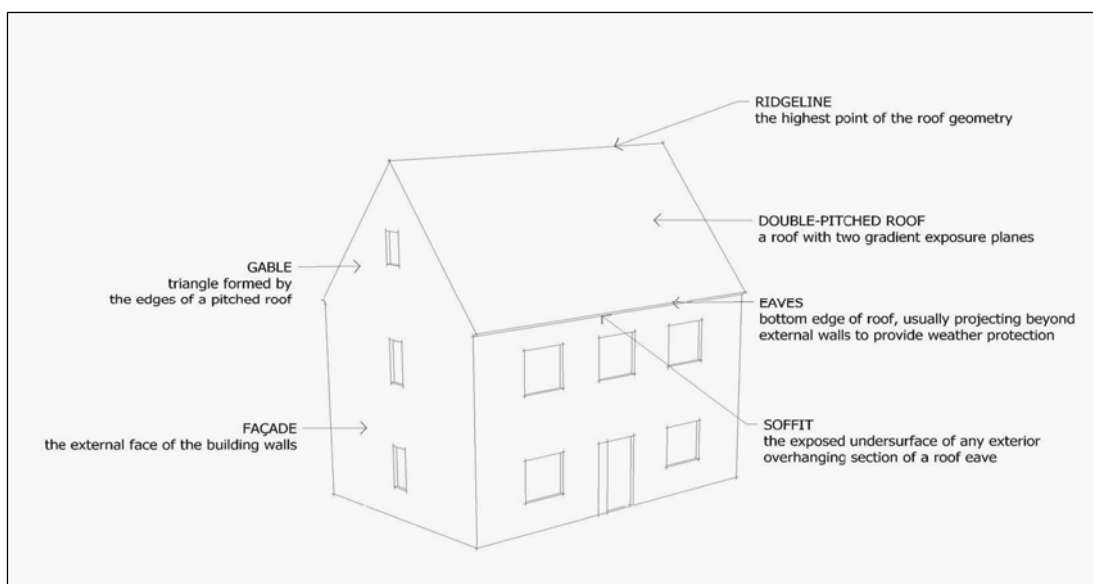 RIDGELINE
the highest point of the roof geometry
DOUBLE-PITCHED ROOF
a roof with two gradient exposure planes
GABLE
triangle formed by
the edges of a pitched roof
EAVES
bottom edge of roof, usually projecting beyond
external walls to provide weather protection
FAÇADE
the external face of the building walls
SOFFIT
the exposed undersurface of any exterior
overhanging section of a roof eave